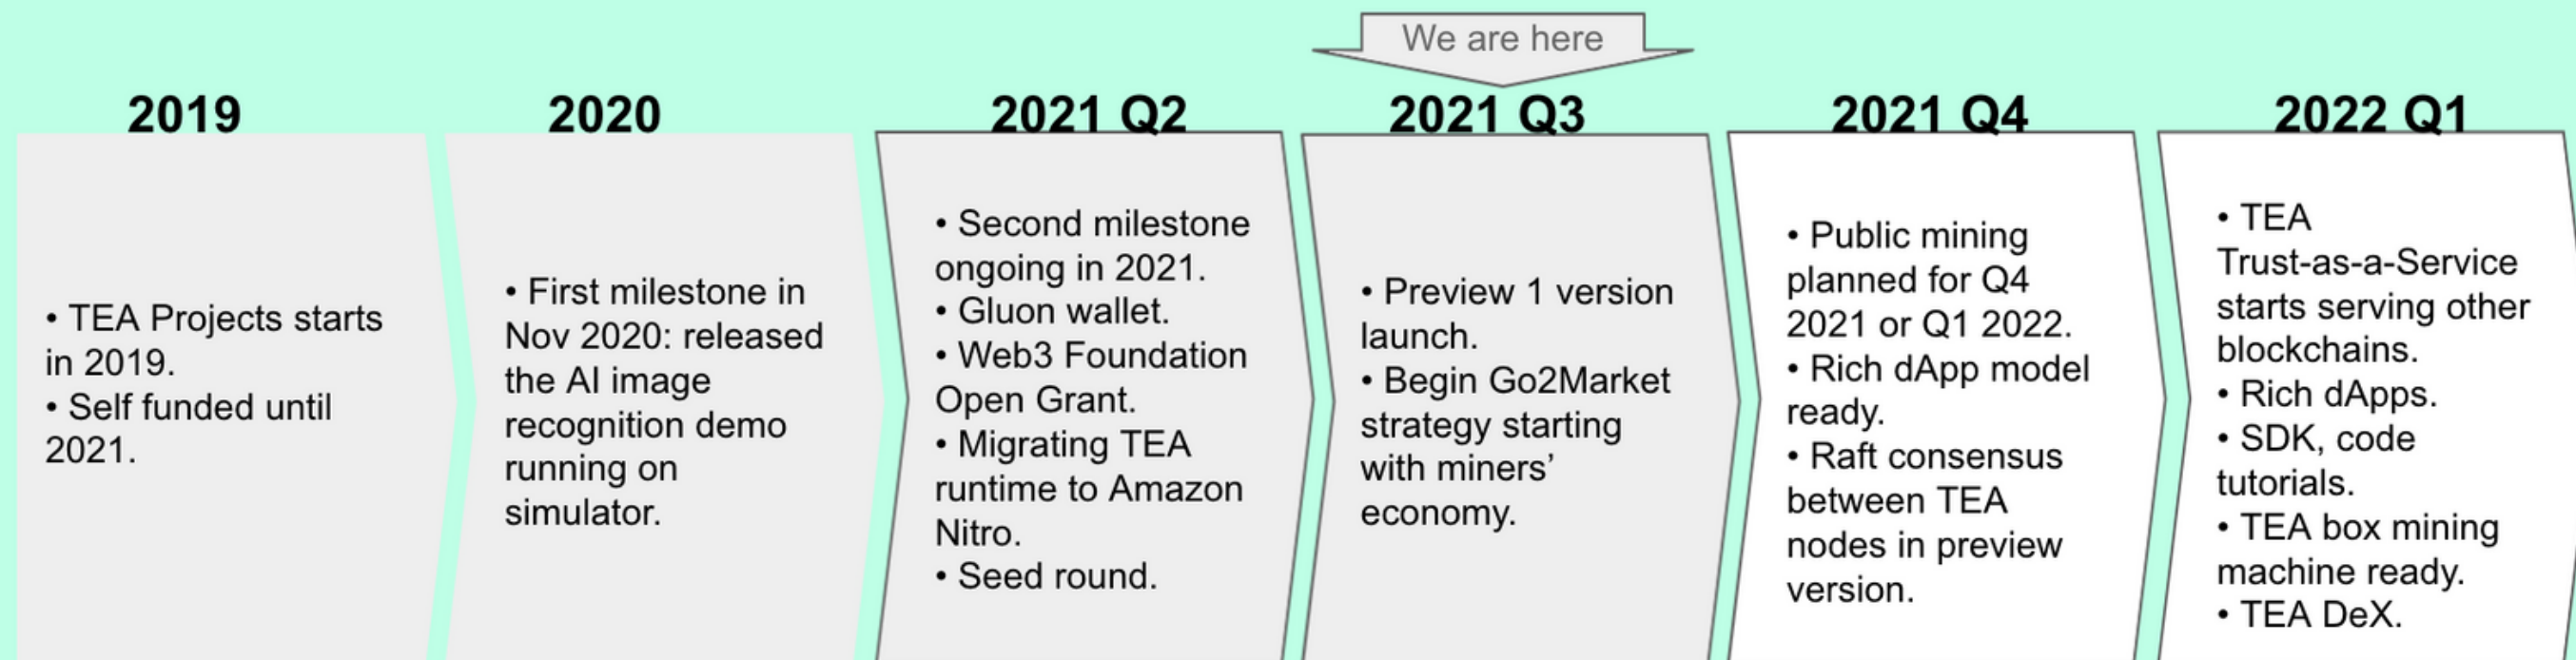 We are here
2019
• TEA Projects starts
in 2019.
• Self funded until
2021.
2020
• First milestone in
Nov 2020: released
the AI image
recognition demo
running on
simulator.
2021 Q2
• Second milestone
ongoing in 2021.
• Gluon wallet.
• Web3 Foundation
Open Grant.
• Migrating TEA
runtime to Amazon
Nitro.
• Seed round.
2021 Q3
• Preview 1 version
launch.
• Begin Go2Market
strategy starting
with miners’
economy.
2021 Q4
• Public mining
planned for Q4
2021 or Q1 2022.
• Rich dApp model
ready.
• Raft consensus
between TEA
nodes in preview
version.
2022 Q1
• TEA
Trust-as-a-Service
starts serving other
blockchains.
• Rich dApps.
• SDK, code
tutorials.
• TEA box mining
machine ready.
• TEA DeX.